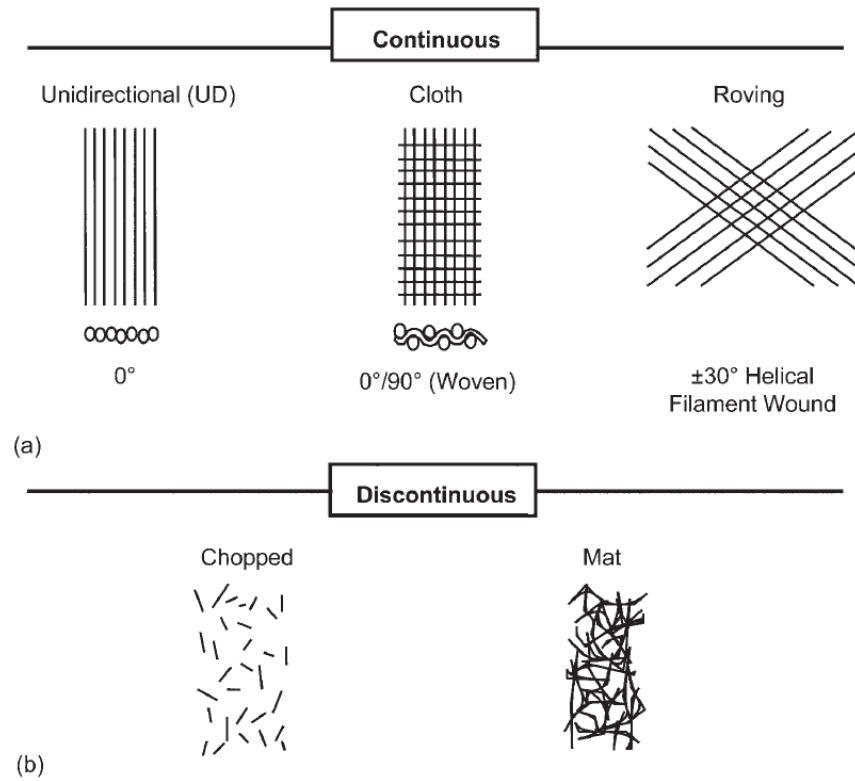 Continuous
Unidirectional (UD)
Cloth
Roving
0°
0°/90° (Woven)
±30° Helical
Filament Wound
(a)
Discontinuous
Chopped
Mat
(b)